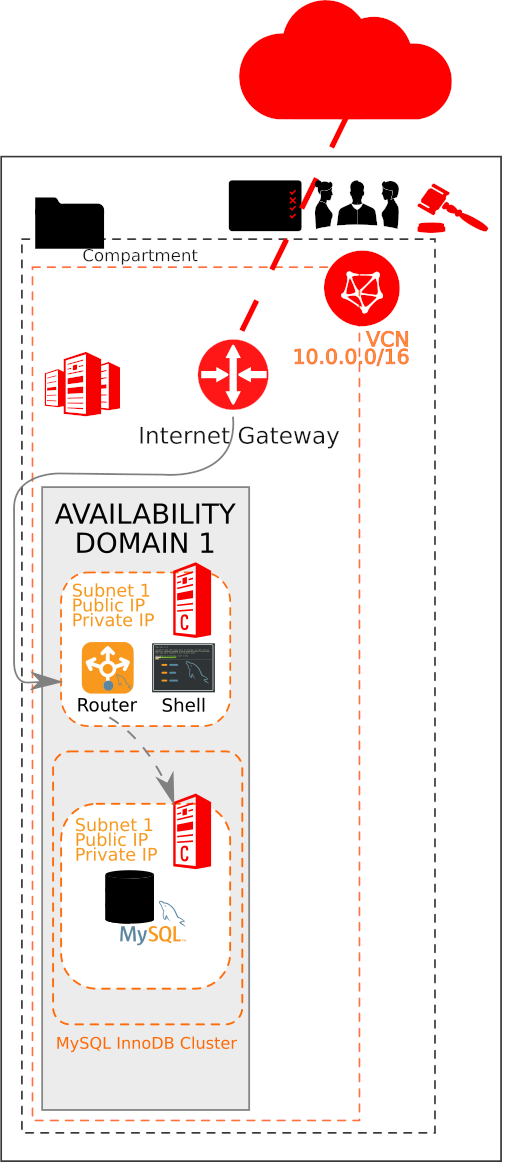 Compartment
VCN
10.0.0.0/16
Internet Gateway
AVAILABILITY
DOMAIN 1
Subnet 1
Public IP
Private IP
C
Router
Shell
Subnet 1
Public IP
Private IP
C
MySQL
MySQL InnoDB Cluster